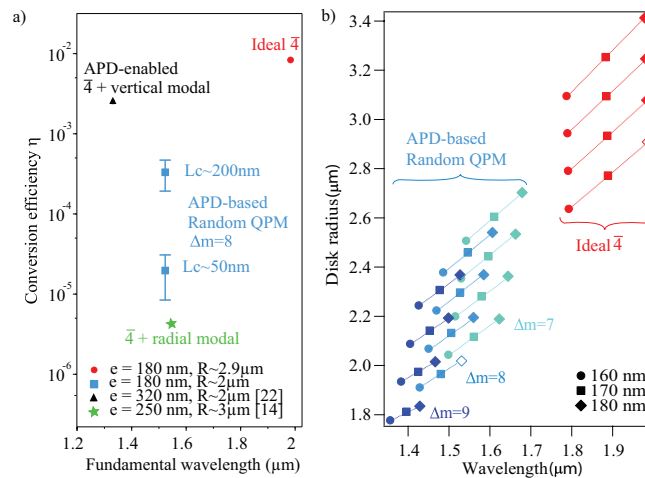 a)
Conversion efficiency η
10⁻²
10⁻³
10⁻⁴
10⁻⁵
10⁻⁶
Ideal 4̅
APD-enabled
4̅ + vertical modal
Lc~200nm
APD-based
Random QPM
Δm=8
Lc~50nm
4̅ + radial modal
e = 180 nm, R~2.9µm
e = 180 nm, R~2µm
e = 320 nm, R~2µm [22]
e = 250 nm, R~3µm [14]
1.2 1.4 1.6 1.8 2
Fundamental wavelength (µm)
b)
Disk radius(µm)
3.4
3.2
3.0
2.8
2.6
2.4
2.2
2.0
1.8
APD-based
Random QPM
Ideal 4̅
Δm=7
Δm=8
Δm=9
160 nm
170 nm
180 nm
1.4 1.5 1.6 1.7 1.8 1.9
Wavelength(µm)